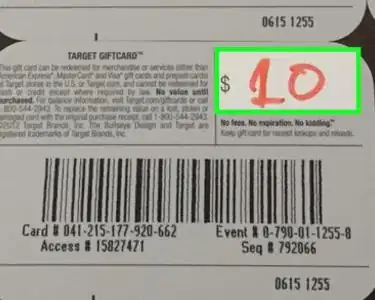 0615 1255
TARGET GIFTCARD™
This gift card can be redeemed for merchandise or services (other than
American Express®, MasterCard® and Visa® gift cards and prepaid cards)
at Target stores in the U.S. or Target.com, and cannot be redeemed for
cash or credit except where required by law. No value until
purchased. For balance information, visit Target.com/giftcards or call
1-800-544-2943. To replace the remaining value on a lost, stolen or
damaged card with the original purchase receipt, call 1-800-544-2943.
©2012 Target Brands, Inc. The Bullseye Design and Target are
registered trademarks of Target Brands, Inc.
$ 10
No fees. No expiration. No kidding.™
Keep gift card for receipt lookups and reloads.
Card # 041-215-177-920-662
Access # 15827471
Event # 0-790-01-1255-8
Seq # 792066
0615 1255